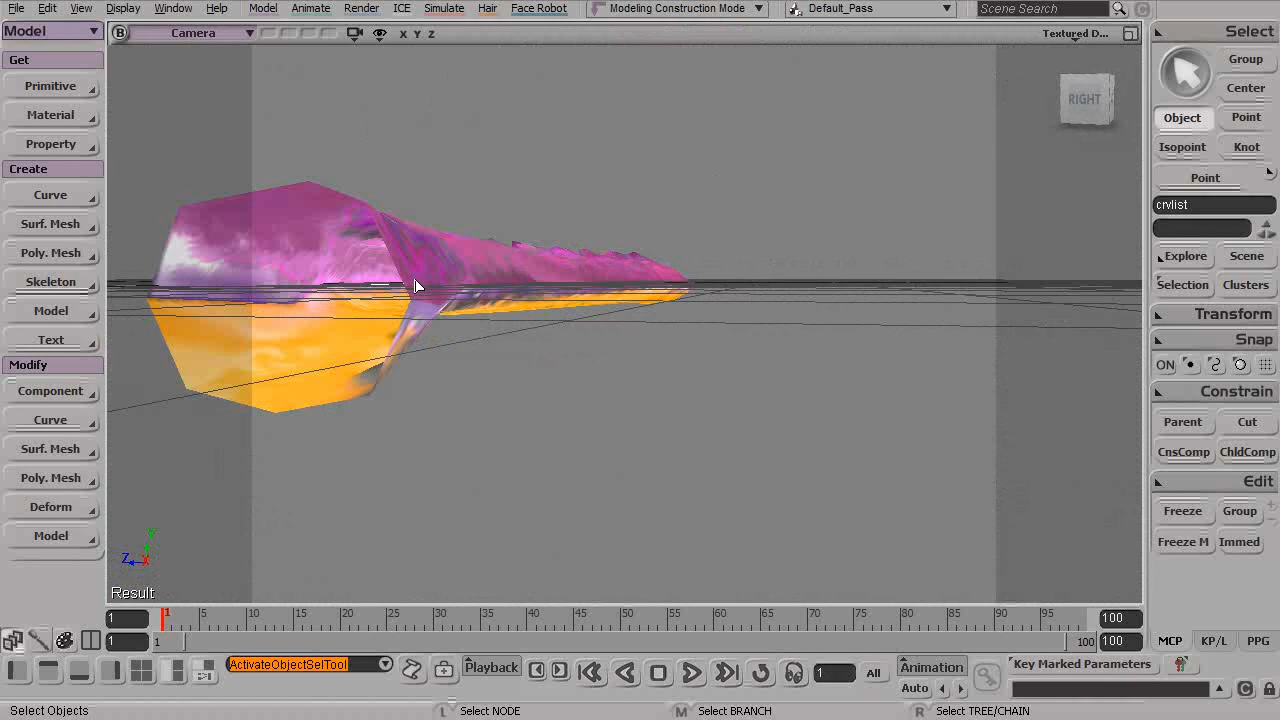 File Edit View Display Window Help Model Animate Render ICE Simulate Hair Face Robot Modeling Construction Mode Default_Pass Scene Search
Model
B Camera X Y Z Textured D...
Select
Get
Primitive
Material
Property
Create
Curve
Surf. Mesh
Poly. Mesh
Skeleton
Model
Text
Modify
Component
Curve
Surf. Mesh
Poly. Mesh
Deform
Model
RIGHT
Y
Z X
Result
Group
Center
Object Point
Isopoint Knot
Point
crvlist
Explore Scene
Selection Clusters
Transform
Snap
ON
Constrain
Parent Cut
CnsComp ChldComp
Edit
Freeze Group
Freeze M Immed
1 1 5 10 15 20 25 30 35 40 45 50 55 60 65 70 75 80 85 90 95 100
1 1 100 100
MCP KP/L PPG
ActivateObjectSelTool Playback 1 All Animation Key Marked Parameters
Auto
Select Objects L Select NODE M Select BRANCH R Select TREE/CHAIN